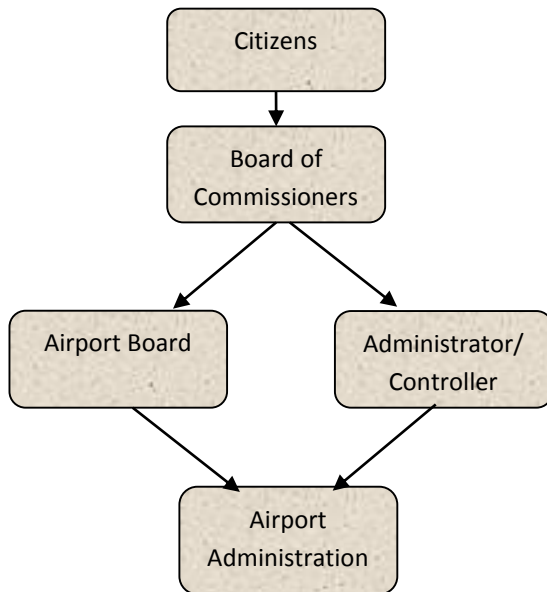 Citizens
Board of
Commissioners
Airport Board
Administrator/
Controller
Airport
Administration